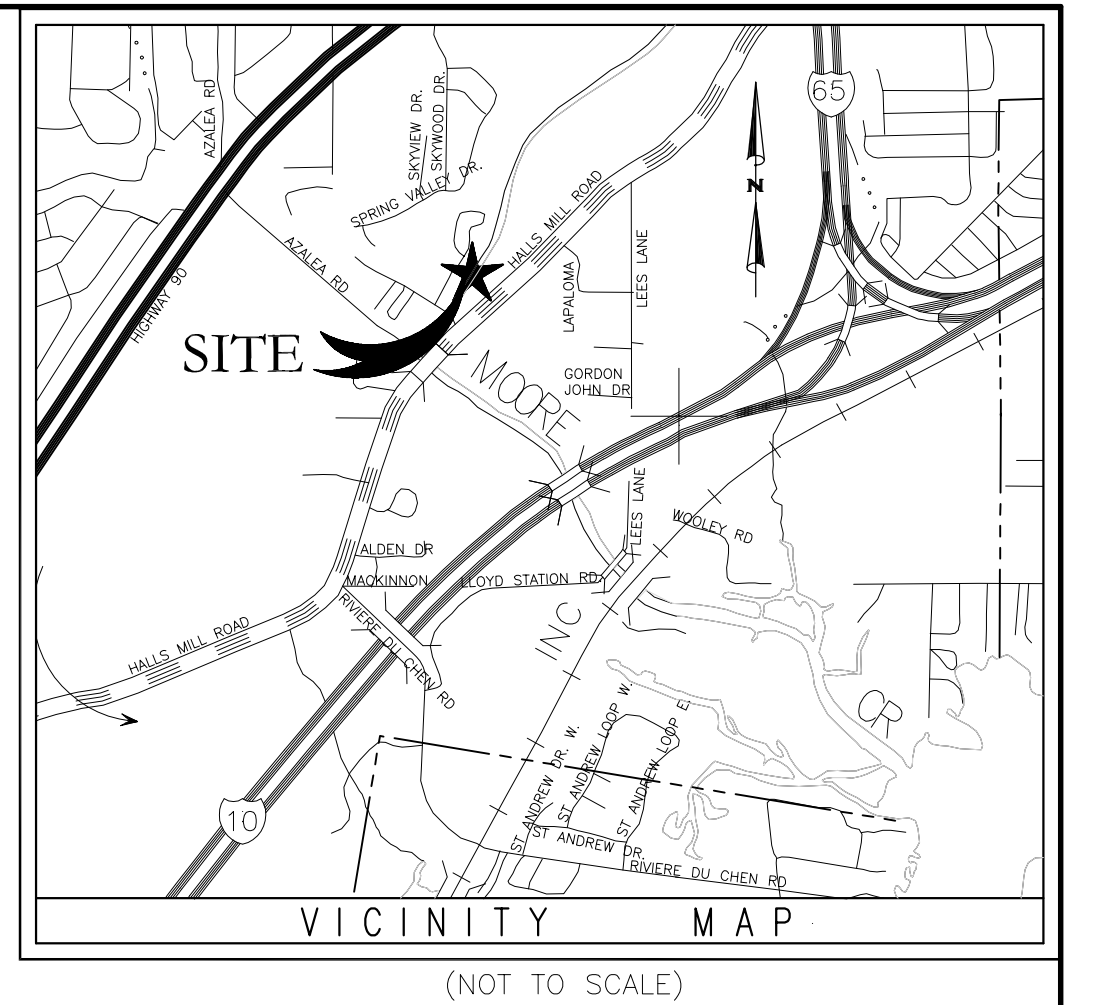 AZALEA RD
SKYVIEW DR.
SKYWOOD DR.
65
SPRING VALLEY DR.
N
HALLS MILL ROAD
AZALEA RD
LEES LANE
LAPALOMA
HIGHWAY 90
SITE
MOORE
GORDON
JOHN DR
LEES LANE
WOOLEY RD
ALDEN DR
MACKINNON
LLOYD STATION RD
RIVIERE DU CHEN RD
INC
HALLS MILL ROAD
CR
ST ANDREW DR. W.
ST ANDREW LOOP W.
ST ANDREW LOOP E.
10
ST ANDREW DR.
RIVIERE DU CHEN RD
VICINITY MAP
(NOT TO SCALE)